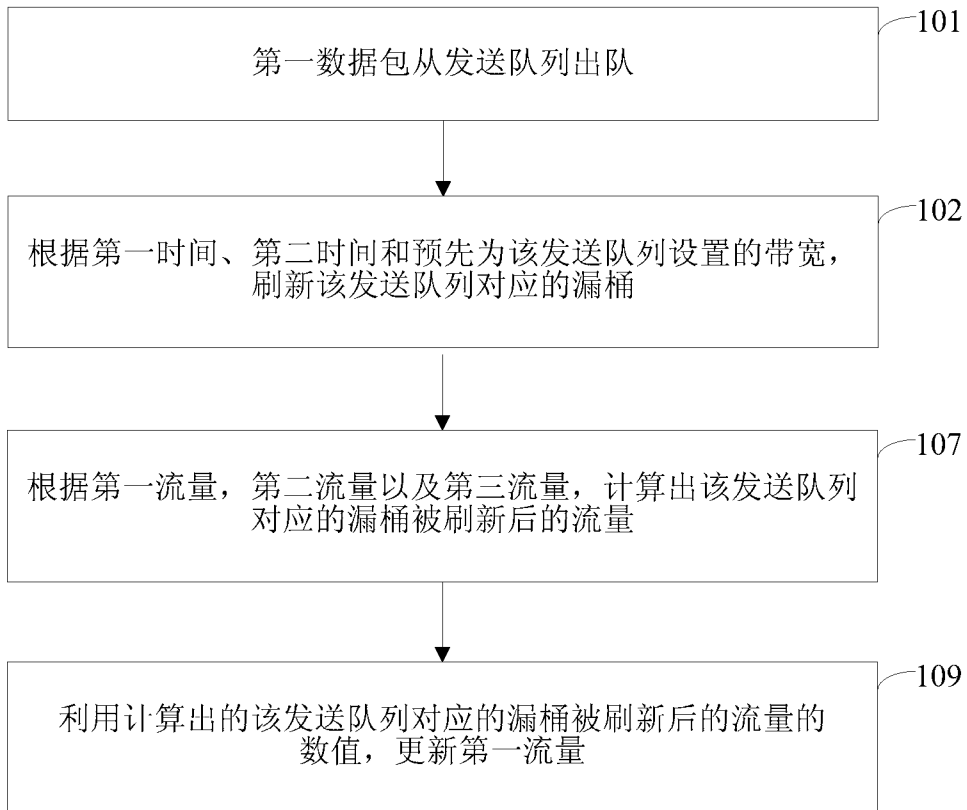 101
第一数据包从发送队列出队
102
根据第一时间、第二时间和预先为该发送队列设置的带宽，
刷新该发送队列对应的漏桶
107
根据第一流量，第二流量以及第三流量，计算出该发送队列
对应的漏桶被刷新后的流量
109
利用计算出的该发送队列对应的漏桶被刷新后的流量的
数值，更新第一流量